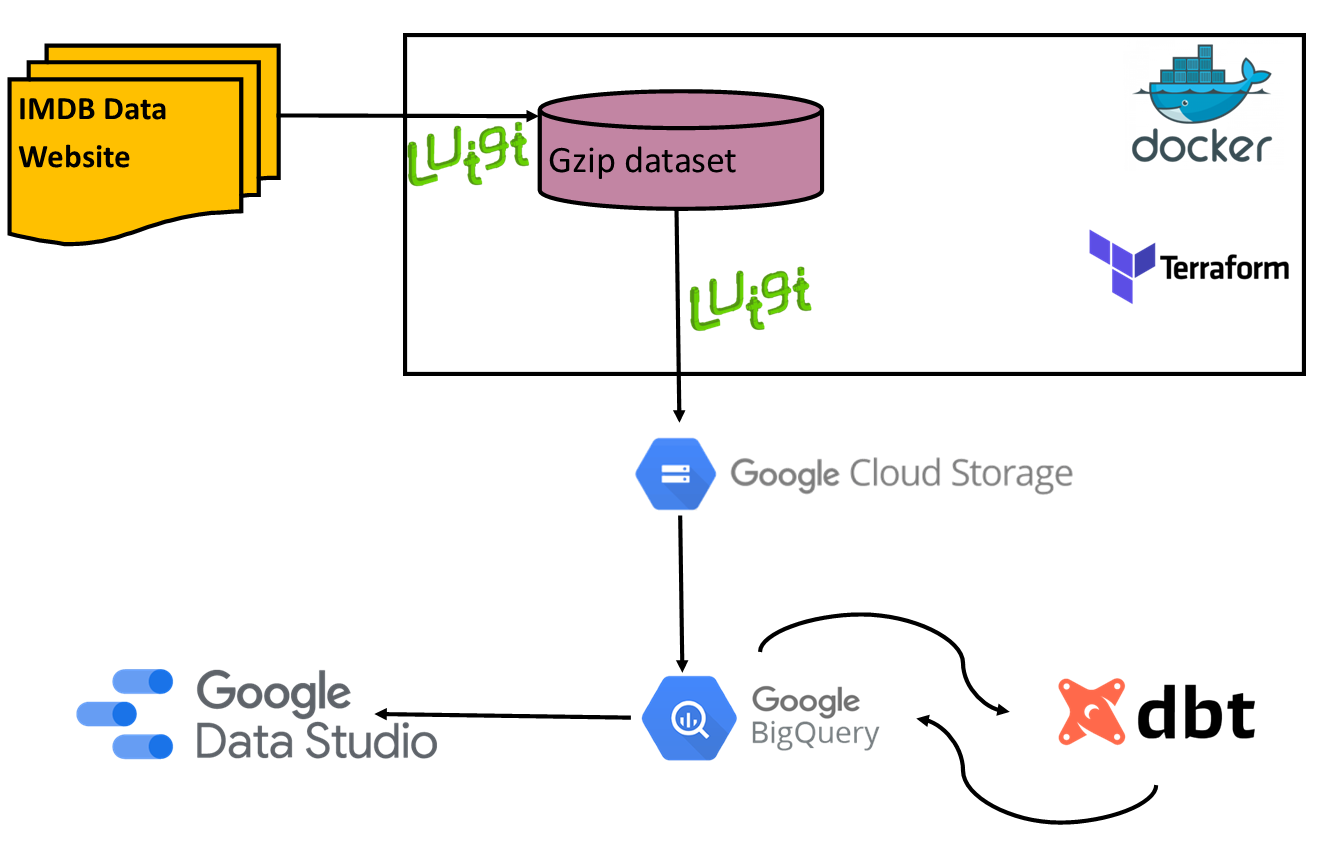 IMDB Data
Website
Luigi
Gzip dataset
docker
Terraform
Luigi
Google Cloud Storage
Google
Data Studio
Google
BigQuery
dbt